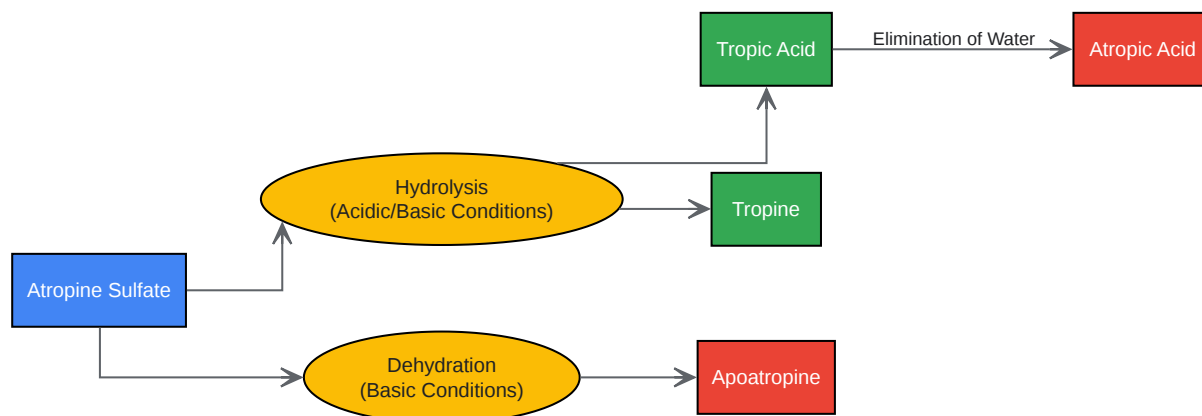 Tropic Acid
Elimination of Water
Atropic Acid
Hydrolysis
(Acidic/Basic Conditions)
Tropine
Atropine Sulfate
Dehydration
(Basic Conditions)
Apoatropine